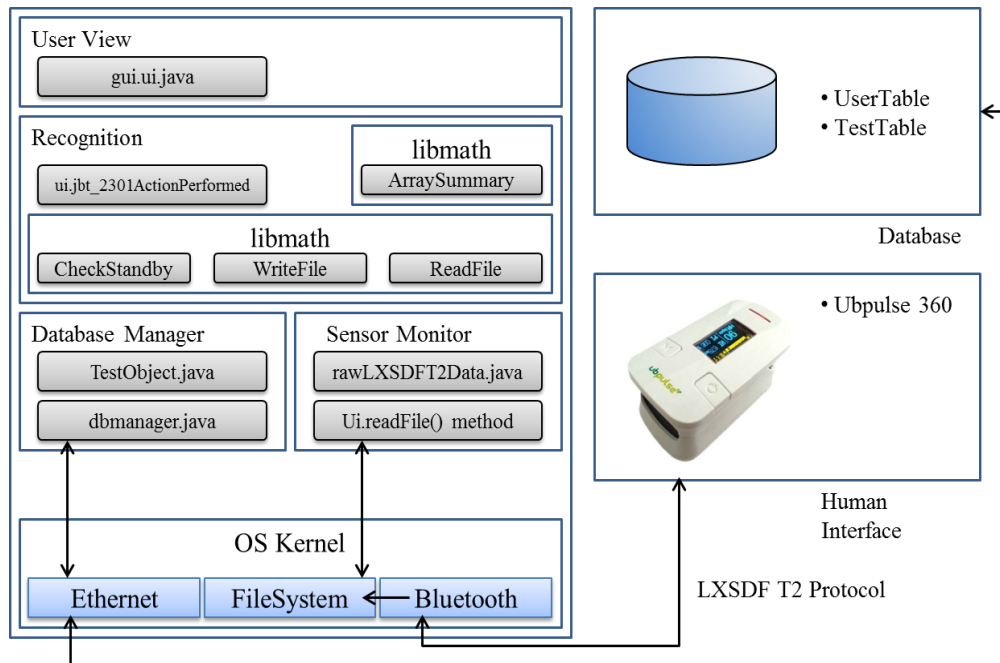 User View
gui.ui.java
Recognition
libmath
ArraySummary
ui.jbt_2301ActionPerformed
libmath
CheckStandby
WriteFile
ReadFile
Database Manager
TestObject.java
dbmanager.java
Sensor Monitor
rawLXSDFT2Data.java
Ui.readFile() method
OS Kernel
Ethernet
FileSystem
Bluetooth
• UserTable
• TestTable
Database
• Ubpulse 360
ubpulse
Human
Interface
LXSDF T2 Protocol